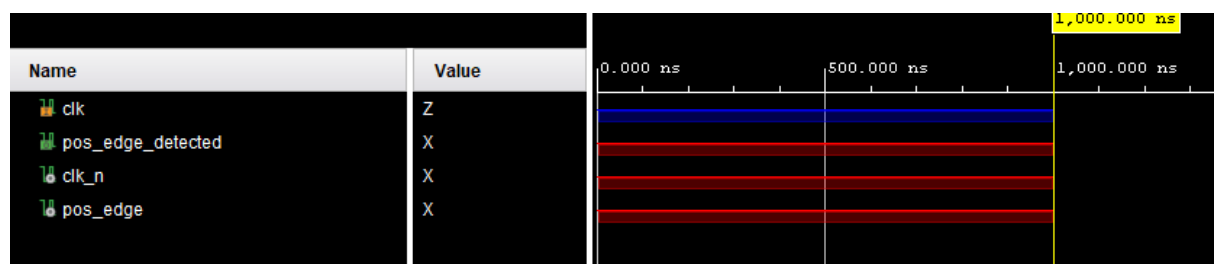 1,000.000 ns
Name Value 0.000 ns 500.000 ns 1,000.000 ns
clk Z
pos_edge_detected X
clk_n X
pos_edge X